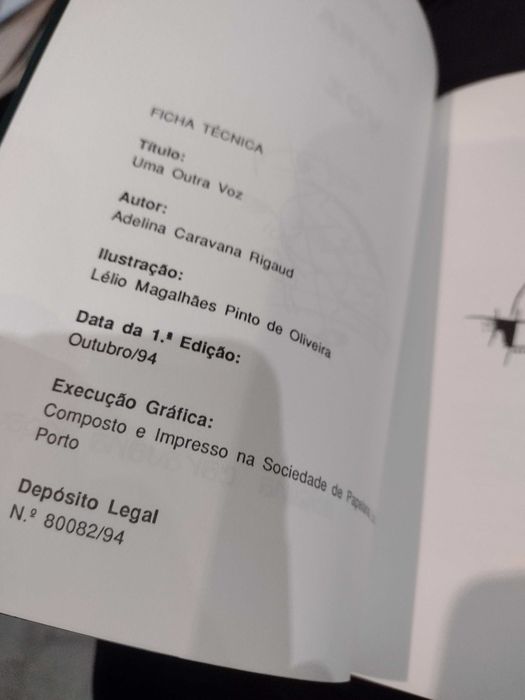 FICHA TÉCNICA
Título:
Uma Outra Voz
Autor:
Adelina Caravana Rigaud
Ilustração:
Lélio Magalhães Pinto de Oliveira
Data da 1.ª Edição:
Outubro/94
Execução Gráfica:
Composto e Impresso na Sociedade de Papelaria,
Porto
Depósito Legal
N.º 80082/94